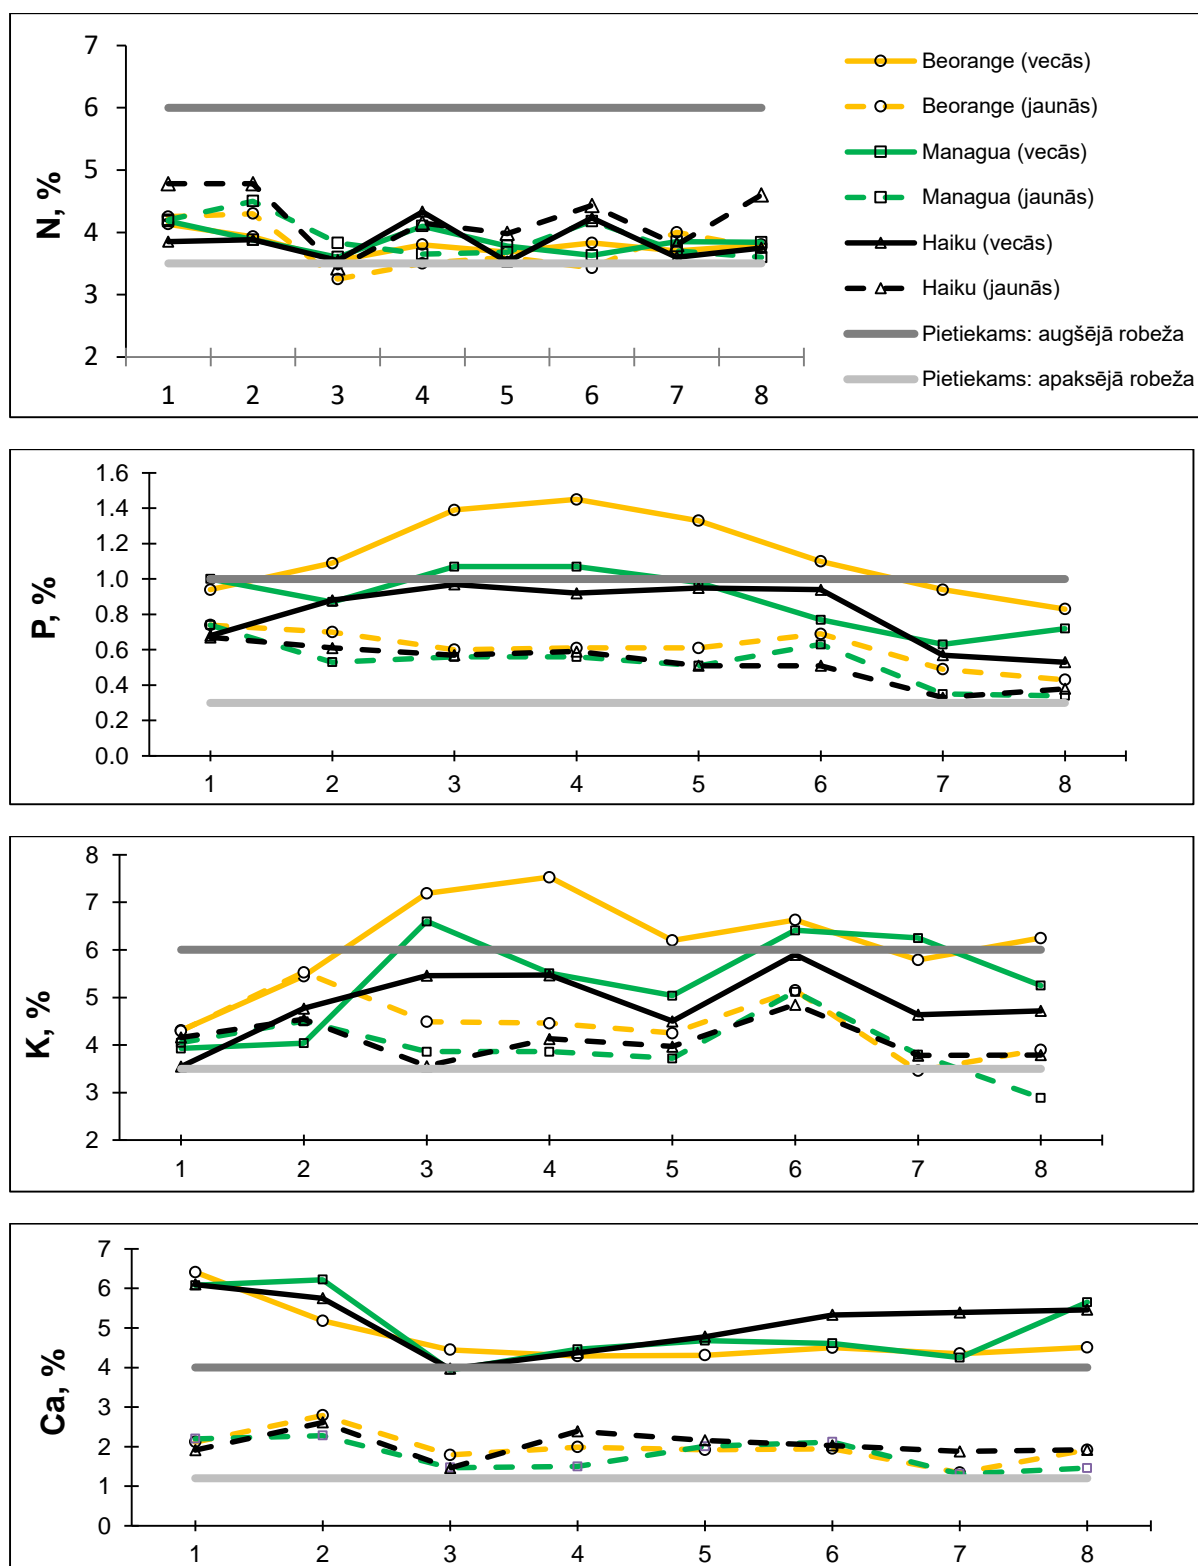 N, %
7
6
5
4
3
2
1 2 3 4 5 6 7 8
Beorange (vecās)
Beorange (jaunās)
Managua (vecās)
Managua (jaunās)
Haiku (vecās)
Haiku (jaunās)
Pietiekams: augšējā robeža
Pietiekams: apaksējā robeža
P, %
1.6
1.4
1.2
1.0
0.8
0.6
0.4
0.2
0.0
1 2 3 4 5 6 7 8
K, %
8
7
6
5
4
3
2
1 2 3 4 5 6 7 8
Ca, %
7
6
5
4
3
2
1
0
1 2 3 4 5 6 7 8